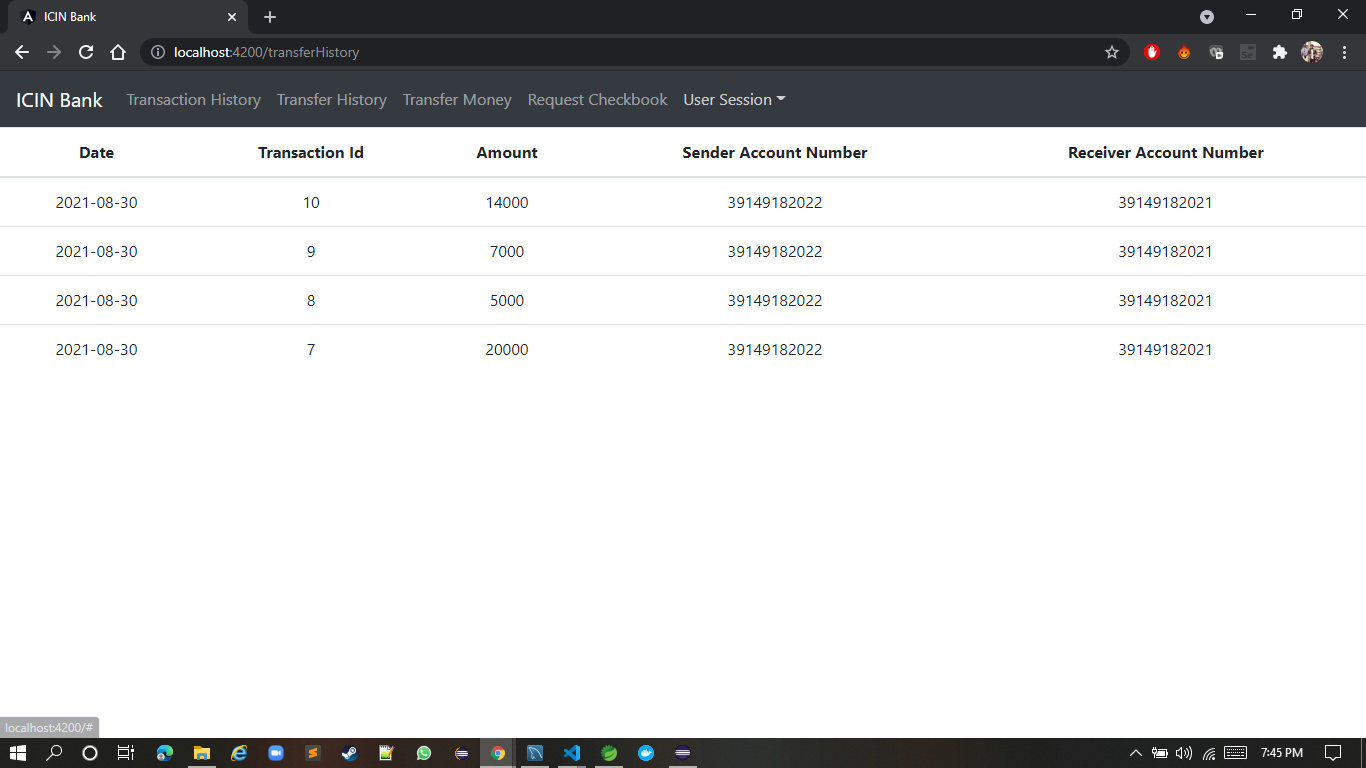 ICIN Bank
localhost:4200/transferHistory
ICIN Bank Transaction History Transfer History Transfer Money Request Checkbook User Session
Date Transaction Id Amount Sender Account Number Receiver Account Number
2021-08-30 10 14000 39149182022 39149182021
2021-08-30 9 7000 39149182022 39149182021
2021-08-30 8 5000 39149182022 39149182021
2021-08-30 7 20000 39149182022 39149182021
localhost:4200/#
7:45 PM